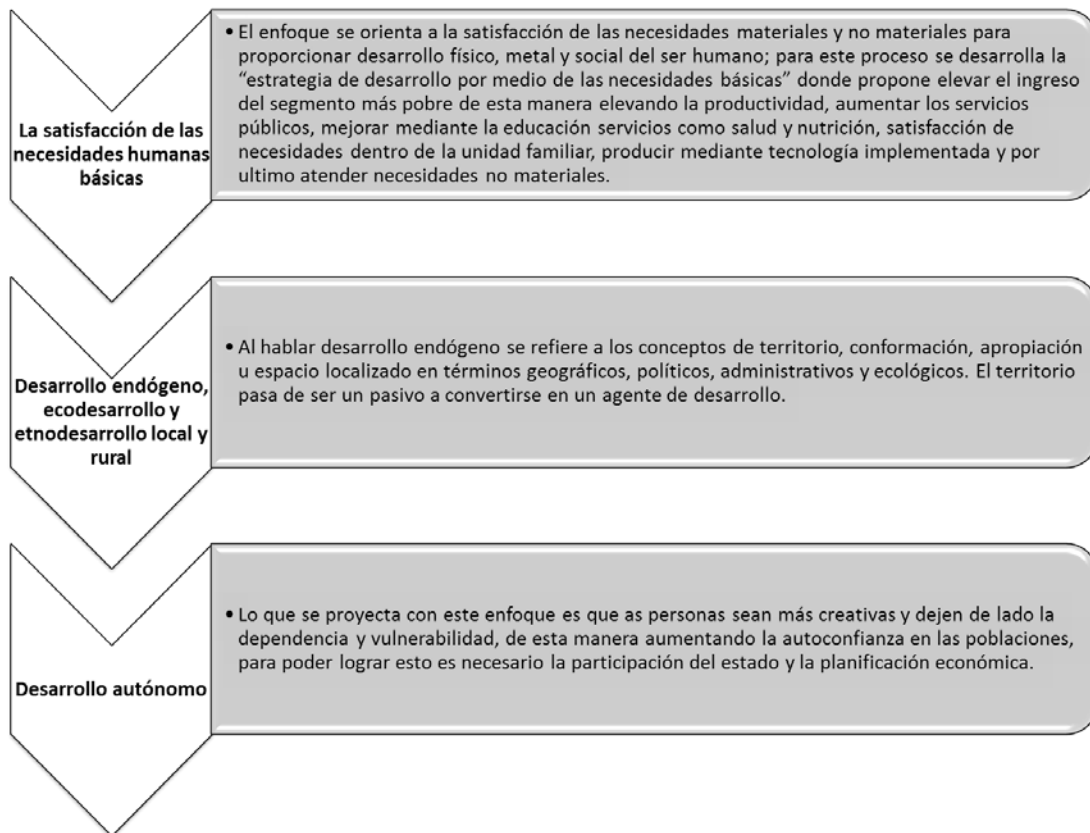 La satisfacción de las
necesidades humanas
básicas
• El enfoque se orienta a la satisfacción de las necesidades materiales y no materiales para
proporcionar desarrollo físico, metal y social del ser humano; para este proceso se desarrolla la
“estrategia de desarrollo por medio de las necesidades básicas” donde propone elevar el ingreso
del segmento más pobre de esta manera elevando la productividad, aumentar los servicios
públicos, mejorar mediante la educación servicios como salud y nutrición, satisfacción de
necesidades dentro de la unidad familiar, producir mediante tecnología implementada y por
ultimo atender necesidades no materiales.
Desarrollo endógeno,
ecodesarrollo y
etnodesarrollo local y
rural
• Al hablar desarrollo endógeno se refiere a los conceptos de territorio, conformación, apropiación
u espacio localizado en términos geográficos, políticos, administrativos y ecológicos. El territorio
pasa de ser un pasivo a convertirse en un agente de desarrollo.
Desarrollo autónomo
• Lo que se proyecta con este enfoque es que as personas sean más creativas y dejen de lado la
dependencia y vulnerabilidad, de esta manera aumentando la autoconfianza en las poblaciones,
para poder lograr esto es necesario la participación del estado y la planificación económica.